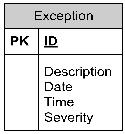 Exception
PK ID
Description
Date
Time
Severity